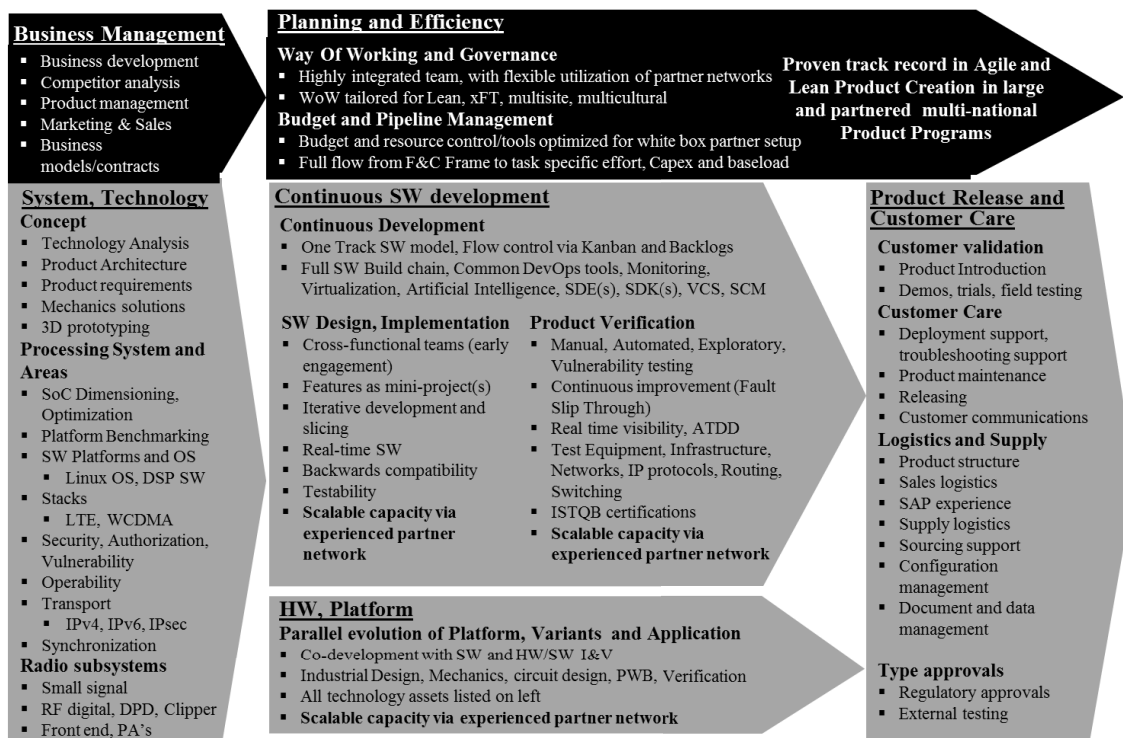 Business Management
▪ Business development
▪ Competitor analysis
▪ Product management
▪ Marketing & Sales
▪ Business
models/contracts
Planning and Efficiency
Way Of Working and Governance
▪ Highly integrated team, with flexible utilization of partner networks
▪ WoW tailored for Lean, xFT, multisite, multicultural
Budget and Pipeline Management
▪ Budget and resource control/tools optimized for white box partner setup
▪ Full flow from F&C Frame to task specific effort, Capex and baseload
Proven track record in Agile and
Lean Product Creation in large
and partnered multi-national
Product Programs
System, Technology
Concept
▪ Technology Analysis
▪ Product Architecture
▪ Product requirements
▪ Mechanics solutions
▪ 3D prototyping
Processing System and
Areas
▪ SoC Dimensioning,
Optimization
▪ Platform Benchmarking
▪ SW Platforms and OS
▪ Linux OS, DSP SW
▪ Stacks
▪ LTE, WCDMA
▪ Security, Authorization,
Vulnerability
▪ Operability
▪ Transport
▪ IPv4, IPv6, IPsec
▪ Synchronization
Radio subsystems
▪ Small signal
▪ RF digital, DPD, Clipper
▪ Front end, PA's
Continuous SW development
Continuous Development
▪ One Track SW model, Flow control via Kanban and Backlogs
▪ Full SW Build chain, Common DevOps tools, Monitoring,
Virtualization, Artificial Intelligence, SDE(s), SDK(s), VCS, SCM
SW Design, Implementation
▪ Cross-functional teams (early
engagement)
▪ Features as mini-project(s)
▪ Iterative development and
slicing
▪ Real-time SW
▪ Backwards compatibility
▪ Testability
▪ Scalable capacity via
experienced partner
network
Product Verification
▪ Manual, Automated, Exploratory,
Vulnerability testing
▪ Continuous improvement (Fault
Slip Through)
▪ Real time visibility, ATDD
▪ Test Equipment, Infrastructure,
Networks, IP protocols, Routing,
Switching
▪ ISTQB certifications
▪ Scalable capacity via
experienced partner network
HW, Platform
Parallel evolution of Platform, Variants and Application
▪ Co-development with SW and HW/SW I&V
▪ Industrial Design, Mechanics, circuit design, PWB, Verification
▪ All technology assets listed on left
▪ Scalable capacity via experienced partner network
Product Release and
Customer Care
Customer validation
▪ Product Introduction
▪ Demos, trials, field testing
Customer Care
▪ Deployment support,
troubleshooting support
▪ Product maintenance
▪ Releasing
▪ Customer communications
Logistics and Supply
▪ Product structure
▪ Sales logistics
▪ SAP experience
▪ Supply logistics
▪ Sourcing support
▪ Configuration
management
▪ Document and data
management
Type approvals
▪ Regulatory approvals
▪ External testing